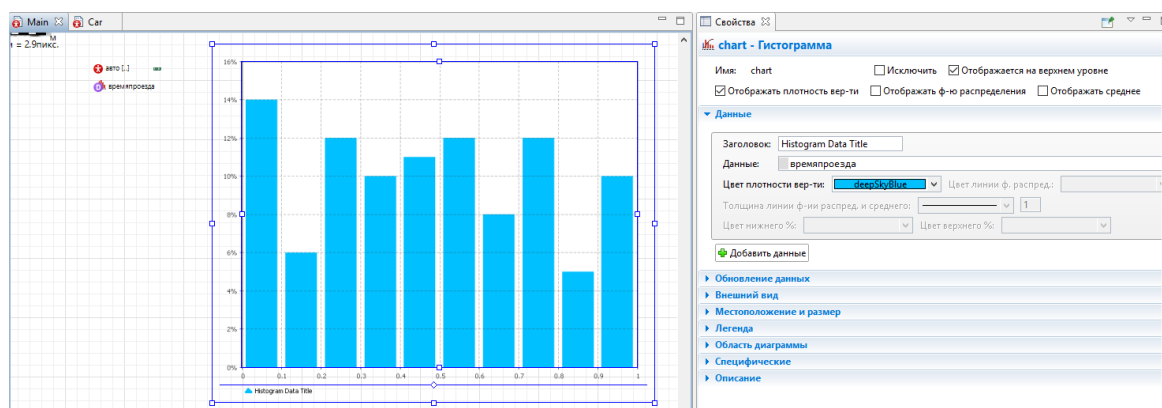 Main Car
м
= 2.9пикс.
авто [..]
времяпроезда
16%
14%
12%
10%
8%
6%
4%
2%
0%
0 0.1 0.2 0.3 0.4 0.5 0.6 0.7 0.8 0.9 1
Histogram Data Title
Свойства
chart - Гистограмма
Имя: chart Исключить Отображается на верхнем уровне
Отображать плотность вер-ти Отображать ф-ю распределения Отображать среднее
Данные
Заголовок: Histogram Data Title
Данные: времяпроезда
Цвет плотности вер-ти: deepSkyBlue Цвет линии ф. распред.:
Толщина линии ф-ии распред. и среднего: 1
Цвет нижнего %: Цвет верхнего %:
Добавить данные
Обновление данных
Внешний вид
Местоположение и размер
Легенда
Область диаграммы
Специфические
Описание